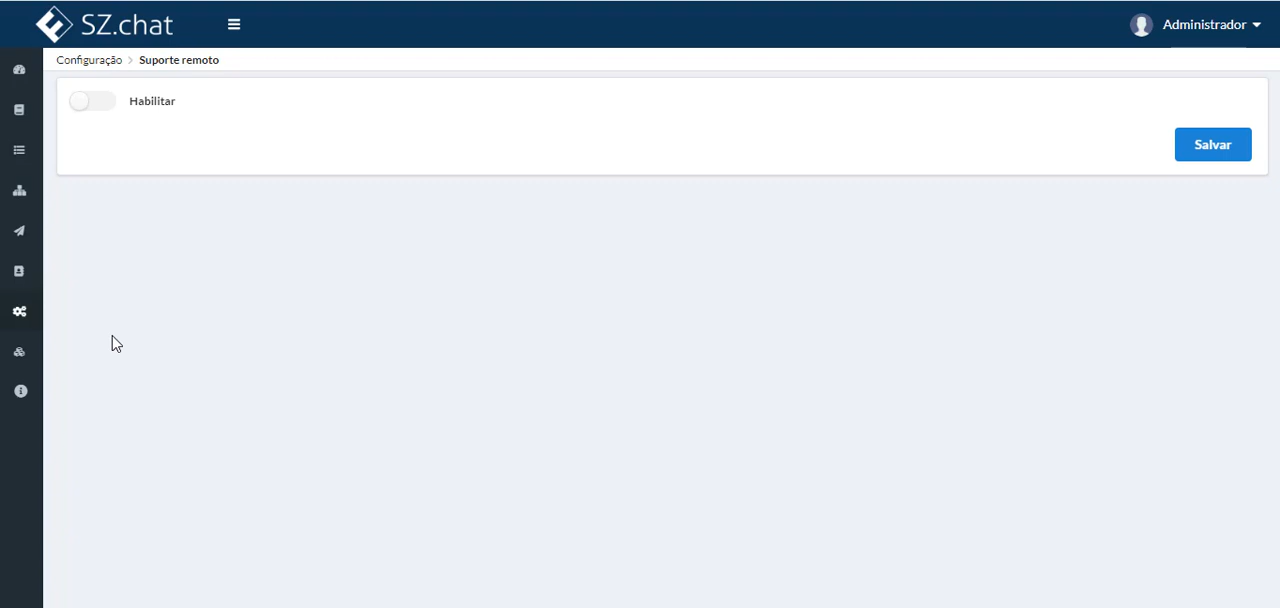 SZ.chat
Administrador
Configuração > Suporte remoto
Habilitar
Salvar